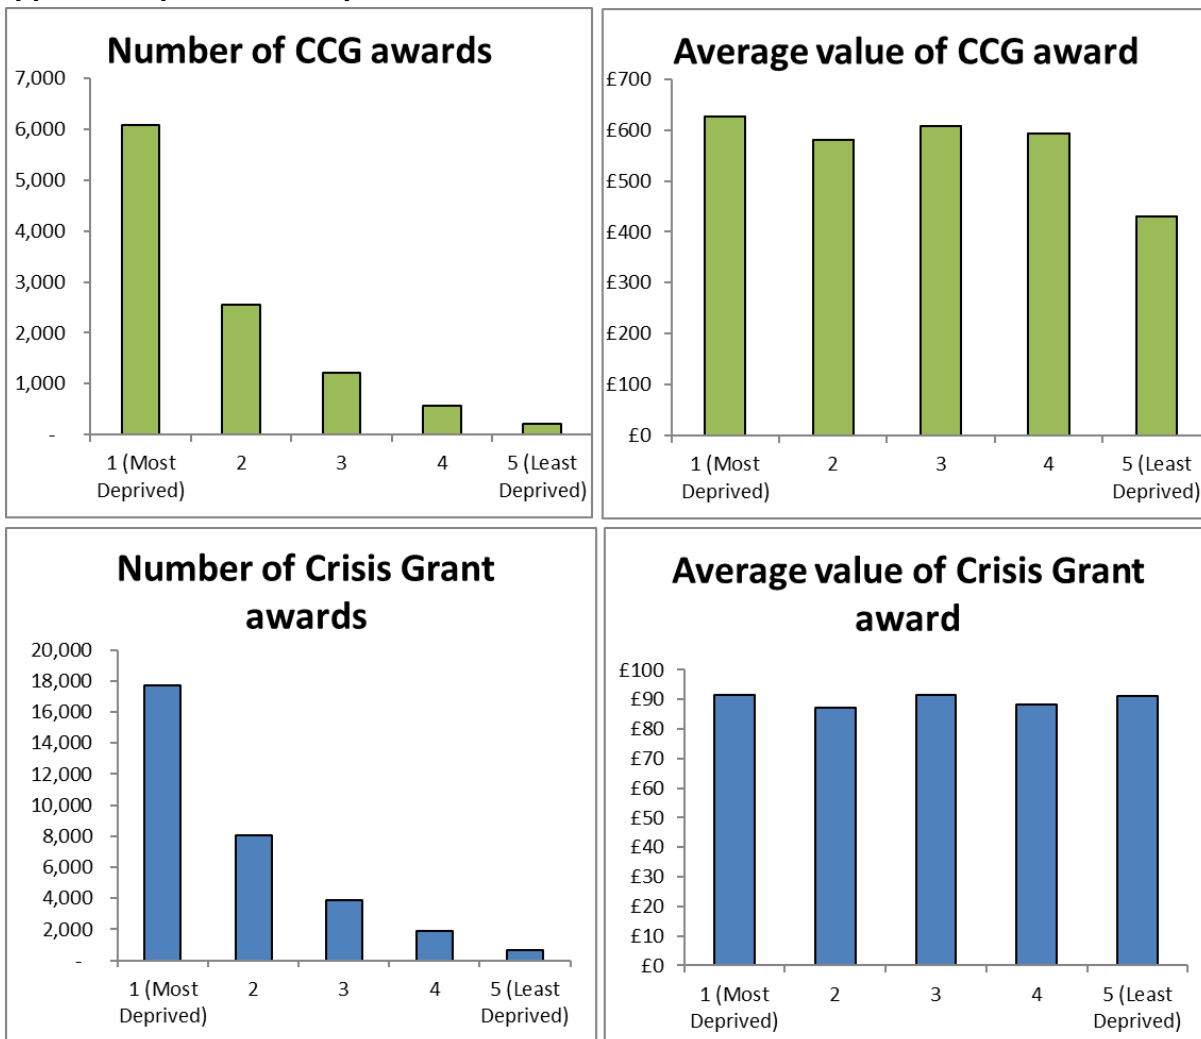 Number of CCG awards
7,000
6,000
5,000
4,000
3,000
2,000
1,000
-
1 (Most 2 3 4 5 (Least
Deprived) Deprived)
Average value of CCG award
£700
£600
£500
£400
£300
£200
£100
£0
1 (Most 2 3 4 5 (Least
Deprived) Deprived)
Number of Crisis Grant
awards
20,000
18,000
16,000
14,000
12,000
10,000
8,000
6,000
4,000
2,000
-
1 (Most 2 3 4 5 (Least
Deprived) Deprived)
Average value of Crisis Grant
award
£100
£90
£80
£70
£60
£50
£40
£30
£20
£10
£0
1 (Most 2 3 4 5 (Least
Deprived) Deprived)